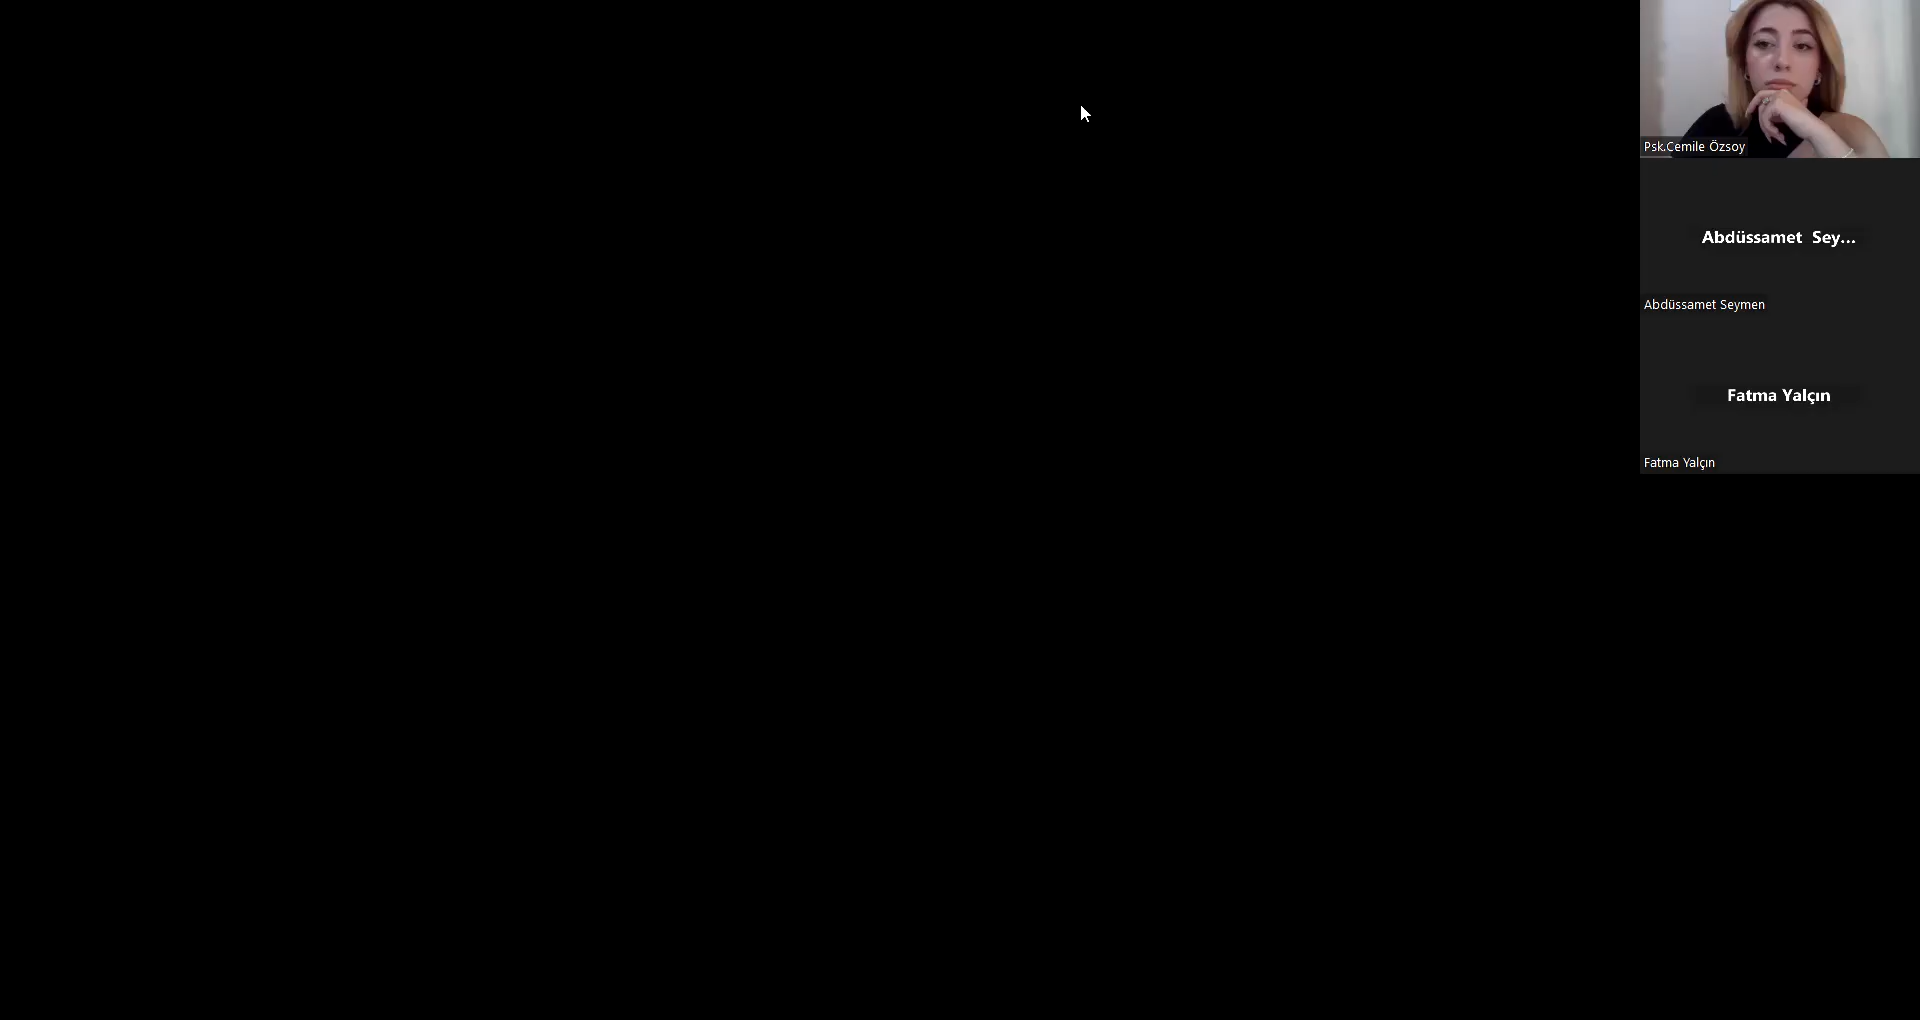 Psk.Cemile Özsoy
Abdüssamet Sey...
Abdüssamet Seymen
Fatma Yalçın
Fatma Yalçın